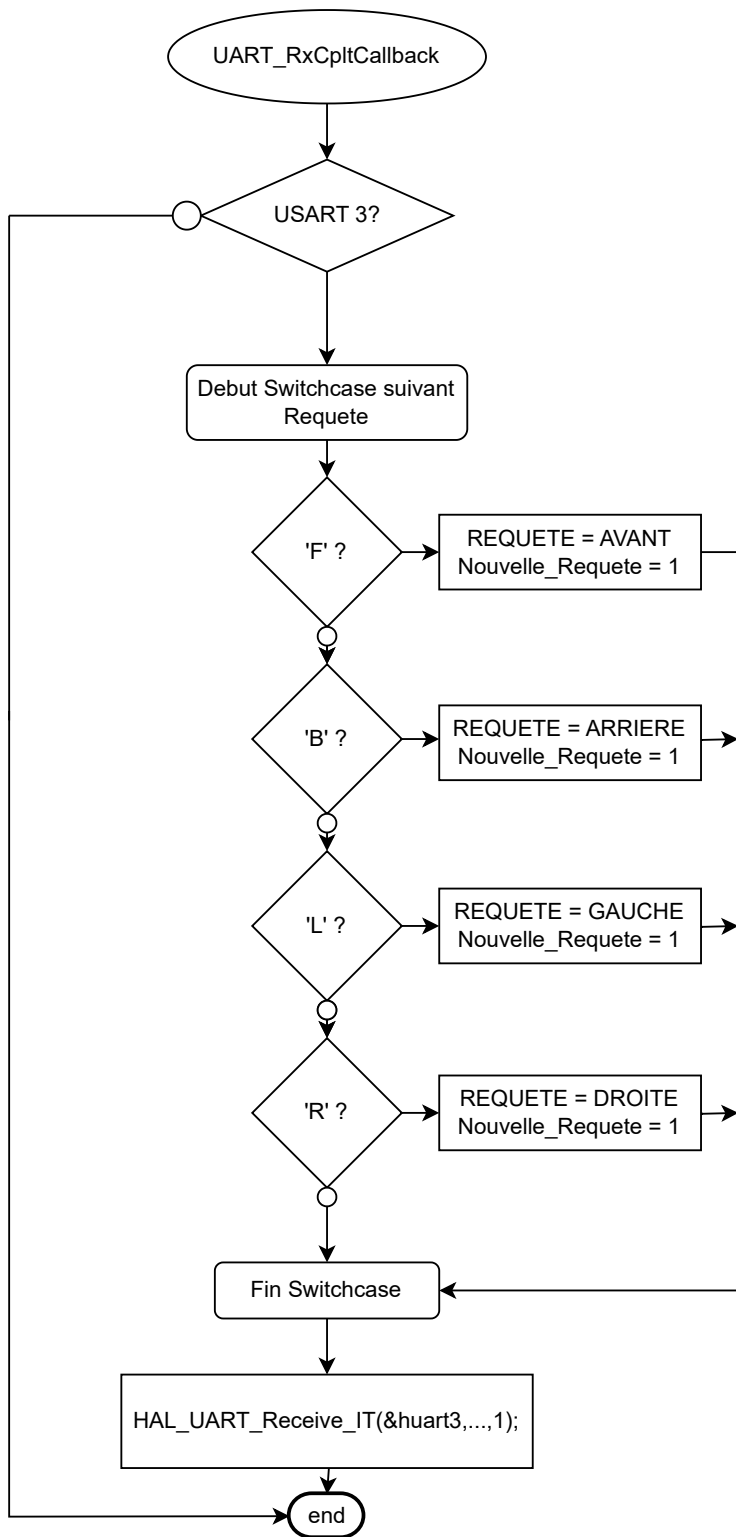 UART_RxCpltCallback
USART 3?
Debut Switchcase suivant
Requete
'F' ?
REQUETE = AVANT
Nouvelle_Requete = 1
'B' ?
REQUETE = ARRIERE
Nouvelle_Requete = 1
'L' ?
REQUETE = GAUCHE
Nouvelle_Requete = 1
'R' ?
REQUETE = DROITE
Nouvelle_Requete = 1
Fin Switchcase
HAL_UART_Receive_IT(&huart3,...,1);
end